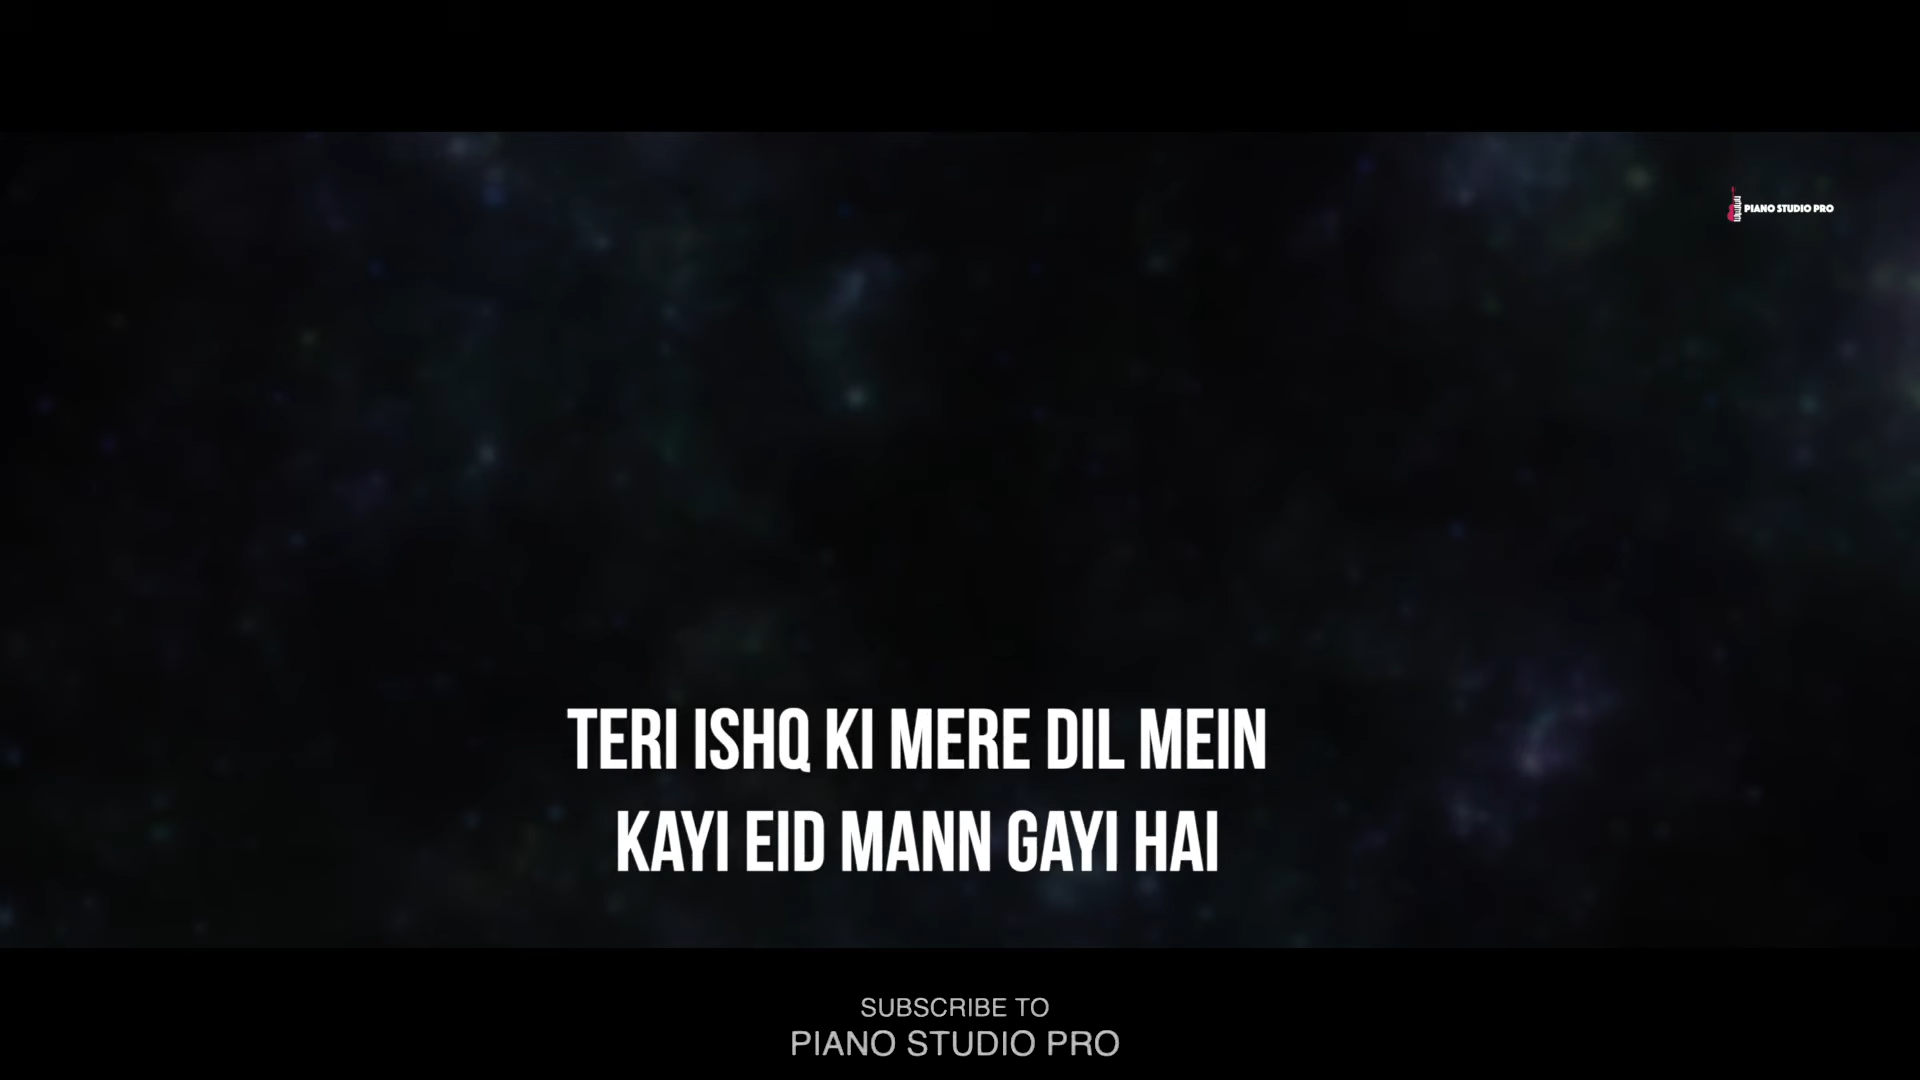 PIANO STUDIO PRO
TERI ISHQ KI MERE DIL MEIN
KAYI EID MANN GAYI HAI
SUBSCRIBE TO
PIANO STUDIO PRO